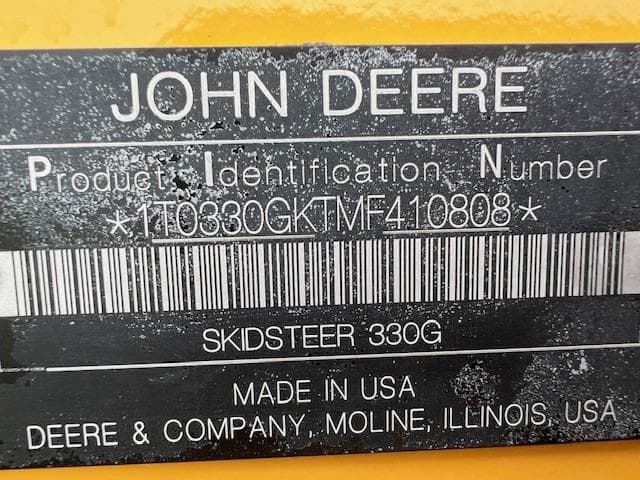 JOHN DEERE
Product Identification Number
*1T0330GKTMF410808*
SKIDSTEER 330G
MADE IN USA
DEERE & COMPANY, MOLINE, ILLINOIS, USA